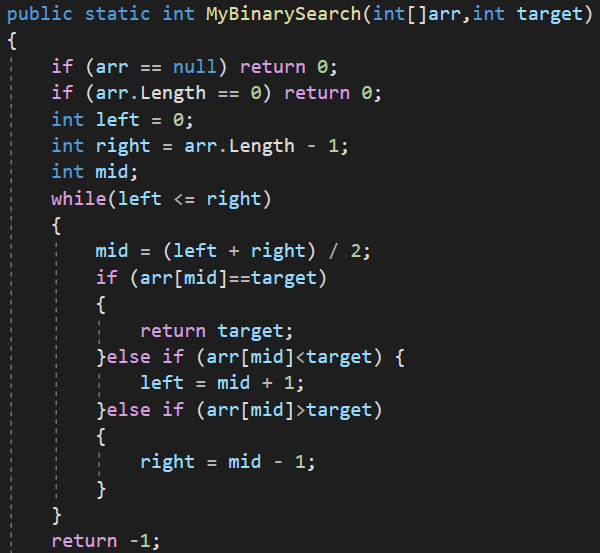 public static int MyBinarySearch(int[]arr,int target)
{
    if (arr == null) return 0;
    if (arr.Length == 0) return 0;
    int left = 0;
    int right = arr.Length - 1;
    int mid;
    while(left <= right)
    {
        mid = (left + right) / 2;
        if (arr[mid]==target)
        {
            return target;
        }else if (arr[mid]<target) {
            left = mid + 1;
        }else if (arr[mid]>target)
        {
            right = mid - 1;
        }
    }
    return -1;